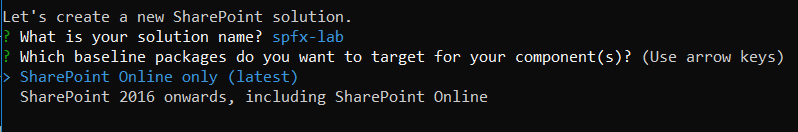 Let's create a new SharePoint solution.
? What is your solution name? spfx-lab
? Which baseline packages do you want to target for your component(s)? (Use arrow keys)
> SharePoint Online only (latest)
  SharePoint 2016 onwards, including SharePoint Online